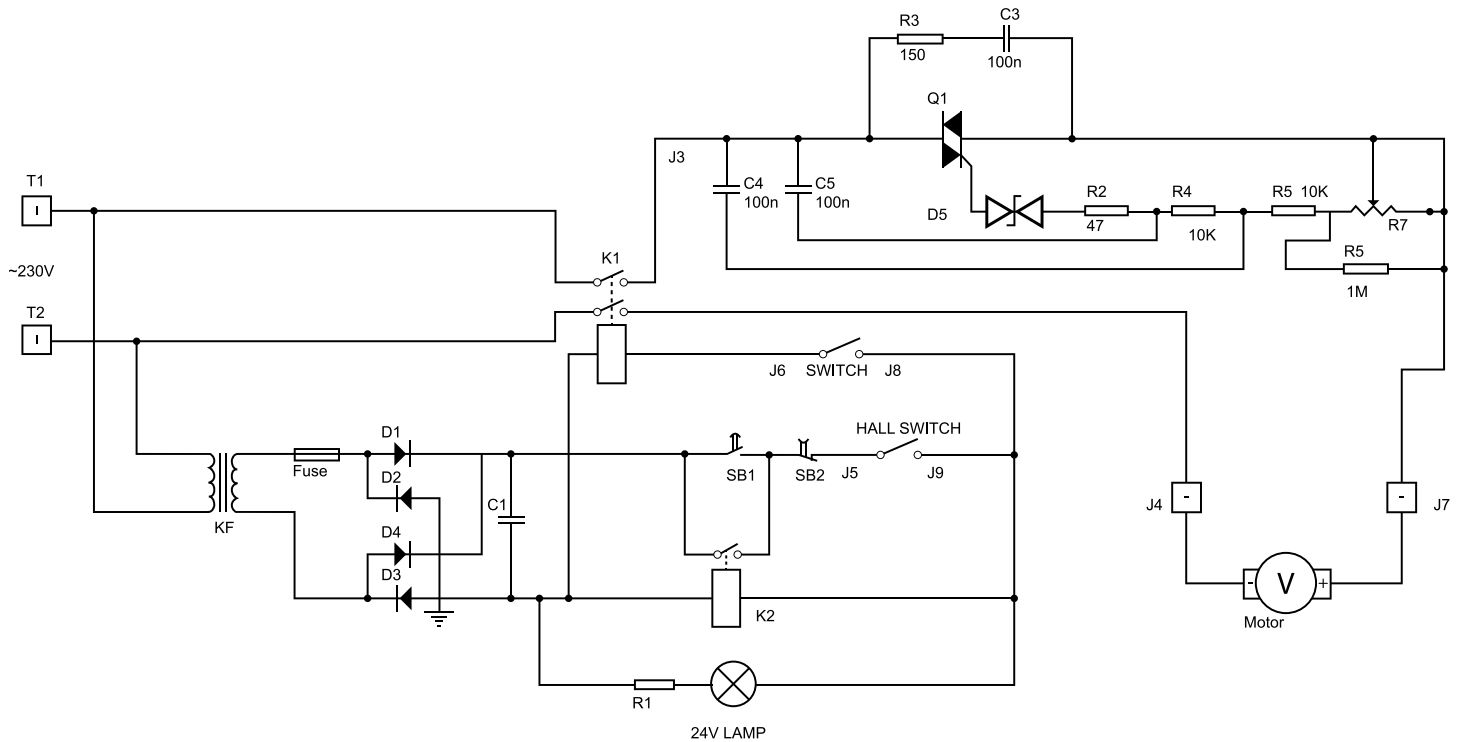 R3
C3
150
100n
Q1
J3
T1
C4
100n
C5
100n
D5
R2
R4
R5 10K
47
10K
R7
R5
1M
~230V
K1
T2
J6 SWITCH J8
HALL SWITCH
D1
Fuse
SB1
SB2
J5
J9
D2
C1
KF
J4
-
-
J7
D4
D3
K2
-
V
+
Motor
R1
24V LAMP